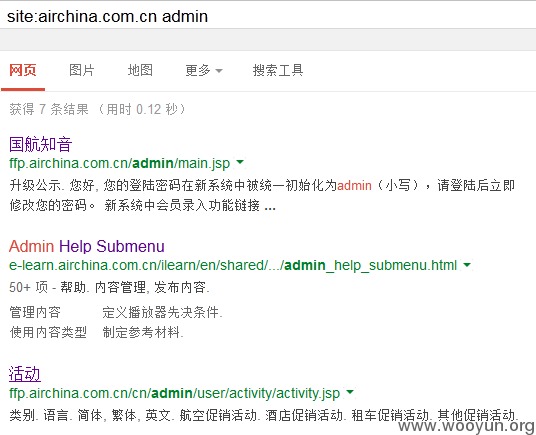 site:airchina.com.cn admin
网页 图片 地图 更多 搜索工具
获得 7 条结果 （用时 0.12 秒）
国航知音
ffp.airchina.com.cn/admin/main.jsp
升级公示. 您好, 您的登陆密码在新系统中被统一初始化为admin（小写），请登陆后立即
修改您的密码。 新系统中会员录入功能链接 ...
Admin Help Submenu
e-learn.airchina.com.cn/ilearn/en/shared/.../admin_help_submenu.html
50+ 项 - 帮助. 内容管理, 发布内容.
管理内容 定义播放器先决条件.
使用内容类型 制定参考材料.
活动
ffp.airchina.com.cn/cn/admin/user/activity/activity.jsp
类别. 语言. 简体, 繁体, 英文. 航空促销活动. 酒店促销活动. 租车促销活动. 其他促销活动.
www.wooyun.org